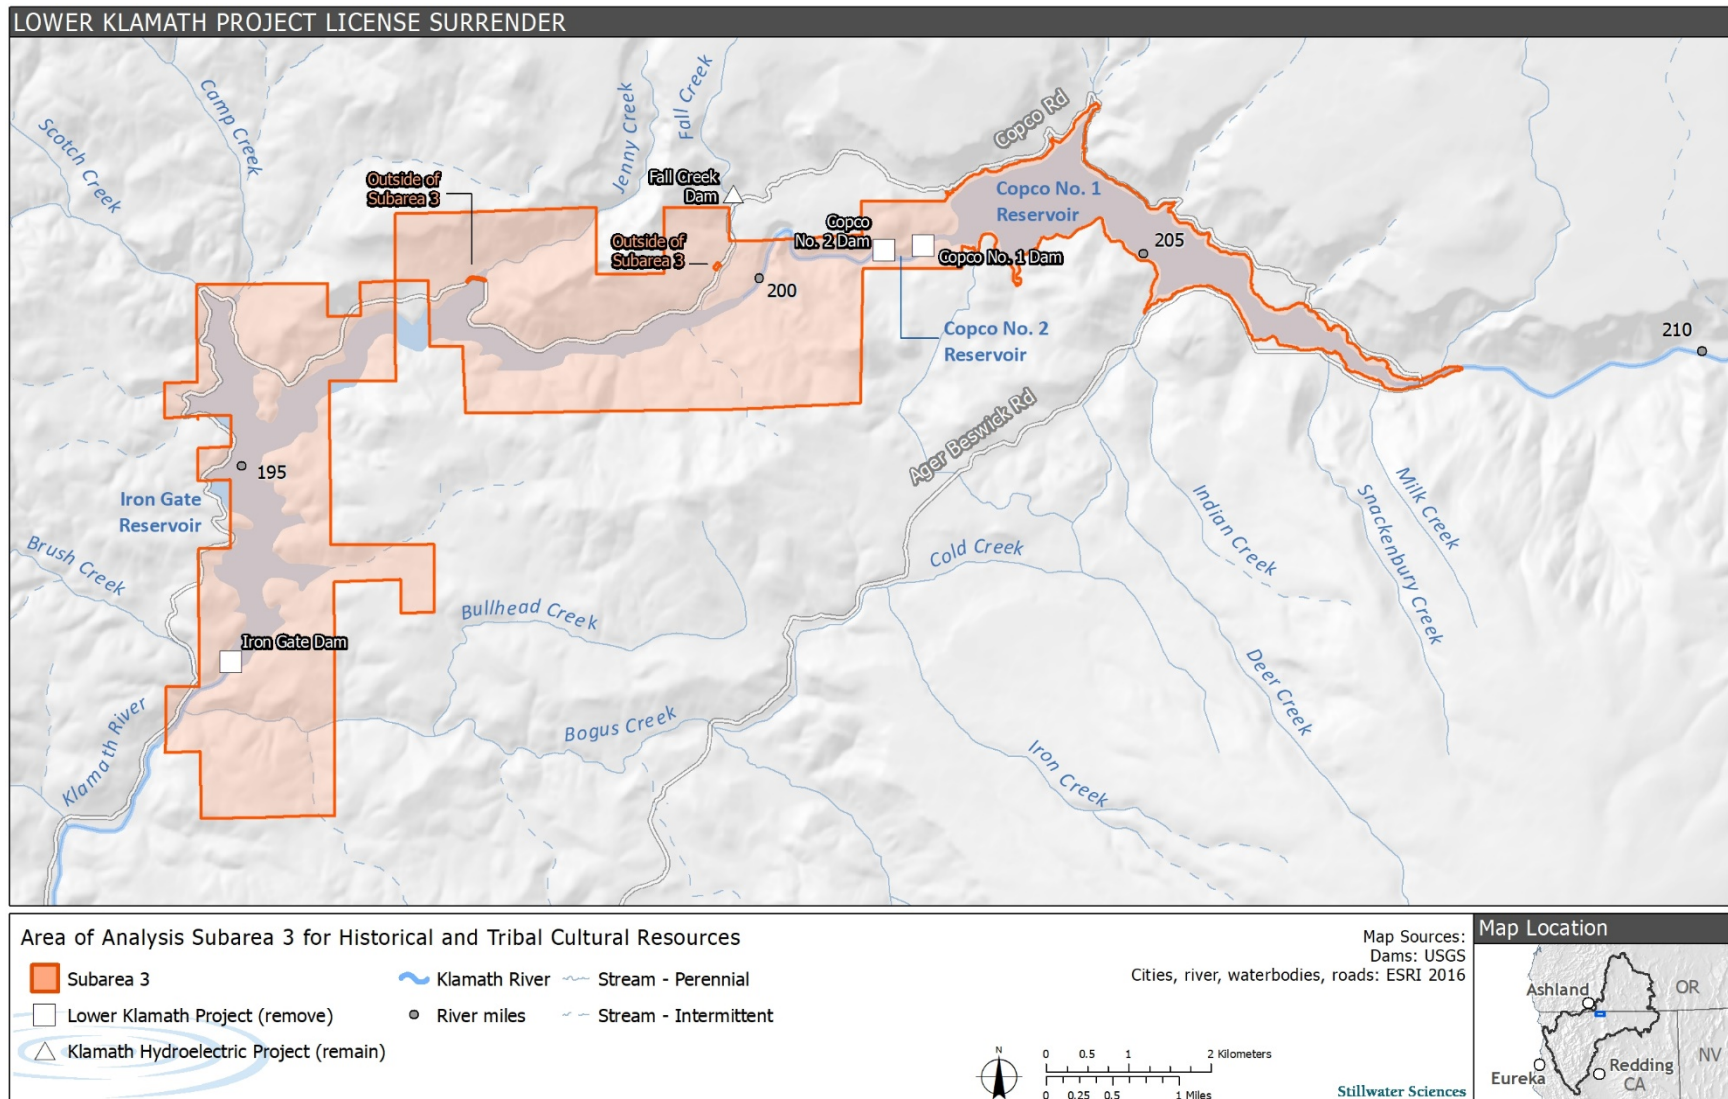 LOWER KLAMATH PROJECT LICENSE SURRENDER
Scotch Creek
Camp Creek
Jenny Creek
Fall Creek
Copco Rd
Outside of
Subarea 3
Fall Creek
Dam
Copco No. 1
Reservoir
Copco
No. 2 Dam
Outside of
Subarea 3
Copco No. 1 Dam
205
200
Copco No. 2
Reservoir
210
Ager Beswick Rd
195
Iron Gate
Reservoir
Brush Creek
Bullhead Creek
Cold Creek
Indian Creek
Snackenbury Creek
Milk Creek
Iron Gate Dam
Klamath River
Bogus Creek
Deer Creek
Iron Creek
Area of Analysis Subarea 3 for Historical and Tribal Cultural Resources
Subarea 3
Klamath River
Stream - Perennial
Lower Klamath Project (remove)
River miles
Stream - Intermittent
Klamath Hydroelectric Project (remain)
Map Sources:
Dams: USGS
Cities, river, waterbodies, roads: ESRI 2016
N
0 0.5 1 2 Kilometers
0 0.25 0.5 1 Miles
Stillwater Sciences
Map Location
Ashland
OR
Eureka
Redding
CA
NV